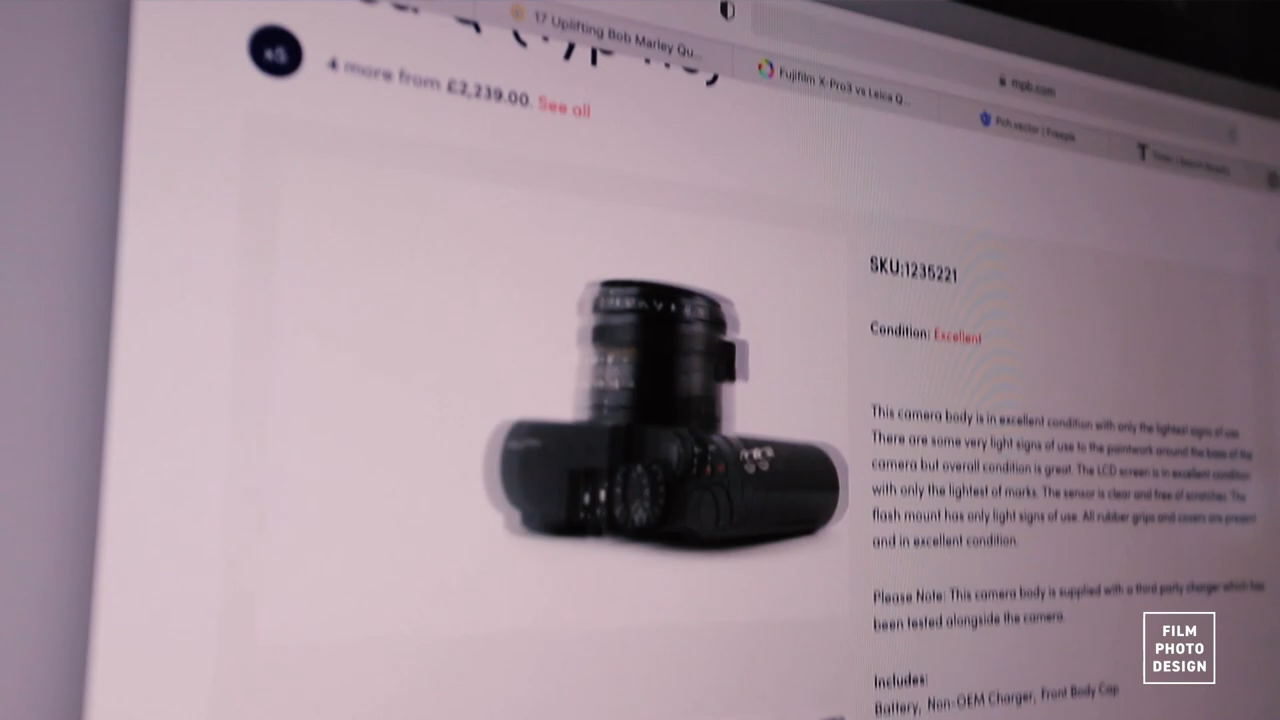 17 Uplifting Bob Marley Qu...
Fujifilm X-Pro3 vs Leica Q...
mpb.com
Pch.vector | Freepik
x5
4 more from £2,239.00. See all
SKU:1235221
Condition: Excellent
This camera body is in excellent condition with only the lightest signs of use.
There are some very light signs of use to the paintwork around the base of the
camera but overall condition is great. The LCD screen is in excellent condition
with only the lightest of marks. The sensor is clear and free of scratches. The
flash mount has only light signs of use. All rubber grips and covers are present
and in excellent condition.
Please Note: This camera body is supplied with a third party charger which has
been tested alongside the camera.
Includes:
Battery, Non-OEM Charger, Front Body Cap
FILM
PHOTO
DESIGN